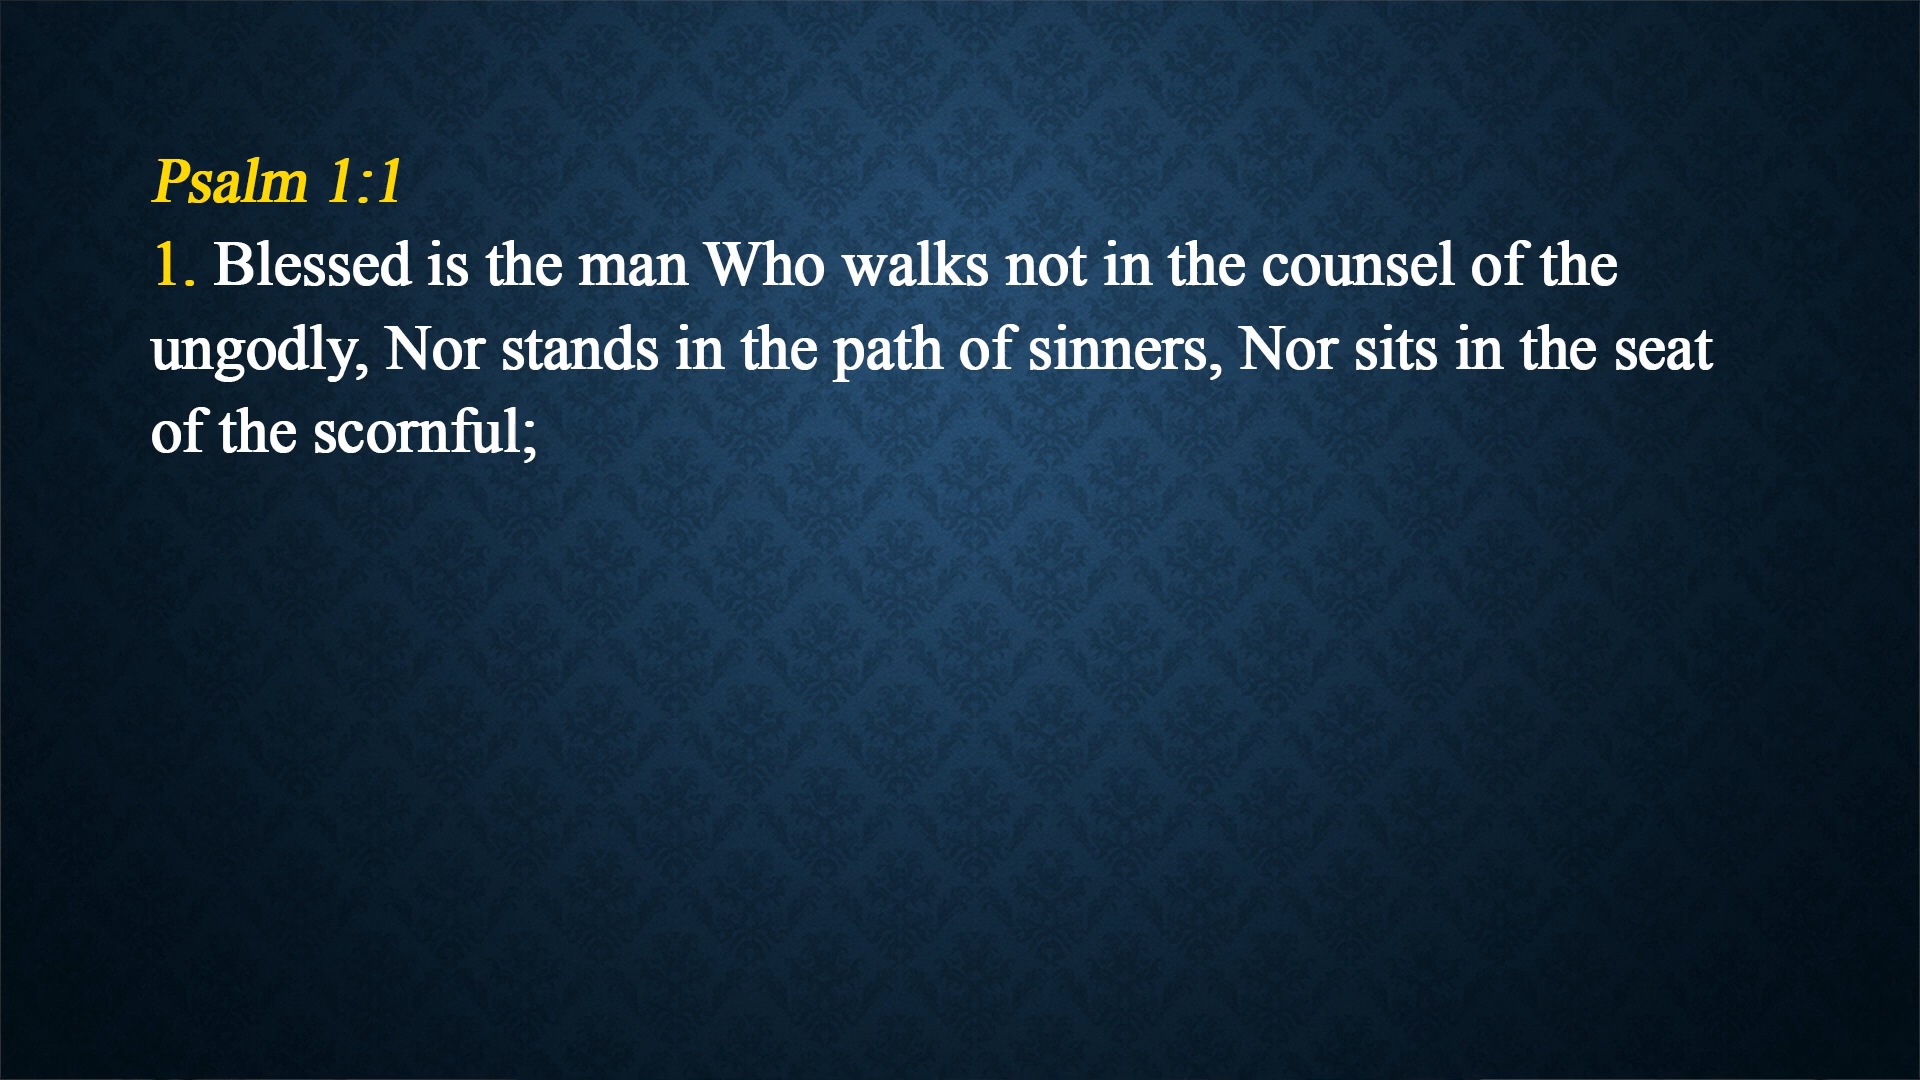 Psalm 1:1
1. Blessed is the man Who walks not in the counsel of the
ungodly, Nor stands in the path of sinners, Nor sits in the seat
of the scornful;